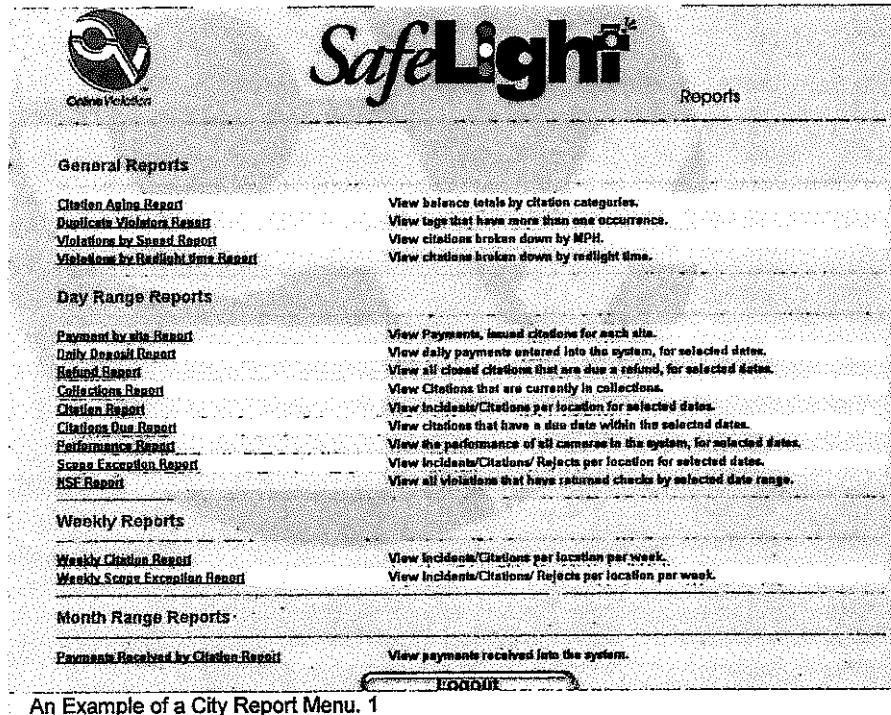 Online Violation
SafeLight
Reports
General Reports
Citation Aging Report View balance totals by citation categories.
Duplicate Violators Report View tags that have more than one occurrence.
Violations by Speed Report View citations broken down by MPH.
Violations by Redlight time Report View citations broken down by redlight time.
Day Range Reports
Payment by site Report View Payments, issued citations for each site.
Daily Deposit Report View daily payments entered into the system, for selected dates.
Refund Report View all closed citations that are due a refund, for selected dates.
Collections Report View Citations that are currently in collections.
Citation Report View Incidents/Citations per location for selected dates.
Citations Due Report View citations that have a due date within the selected dates.
Performance Report View the performance of all cameras in the system, for selected dates.
Scope Exception Report View Incidents/Citations/ Rejects per location for selected dates.
NSF Report View all violations that have returned checks by selected date range.
Weekly Reports
Weekly Citation Report View Incidents/Citations per location per week.
Weekly Scope Exception Report View Incidents/Citations/ Rejects per location per week.
Month Range Reports
Payments Received by Citation Report View payments received into the system.
Logout
An Example of a City Report Menu. 1